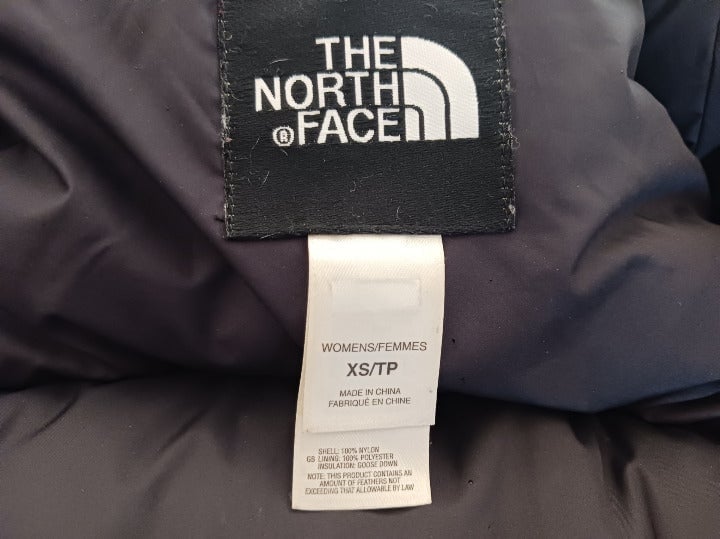 THE
NORTH
®FACE
WOMENS/FEMMES
XS/TP
MADE IN CHINA
FABRIQUÉ EN CHINE
SHELL: 100% NYLON
GS LINING: 100% POLYESTER
INSULATION: GOOSE DOWN
NOTE: THIS PRODUCT CONTAINS AN
AMOUNT OF FEATHERS NOT
EXCEEDING THAT ALLOWABLE BY LAW